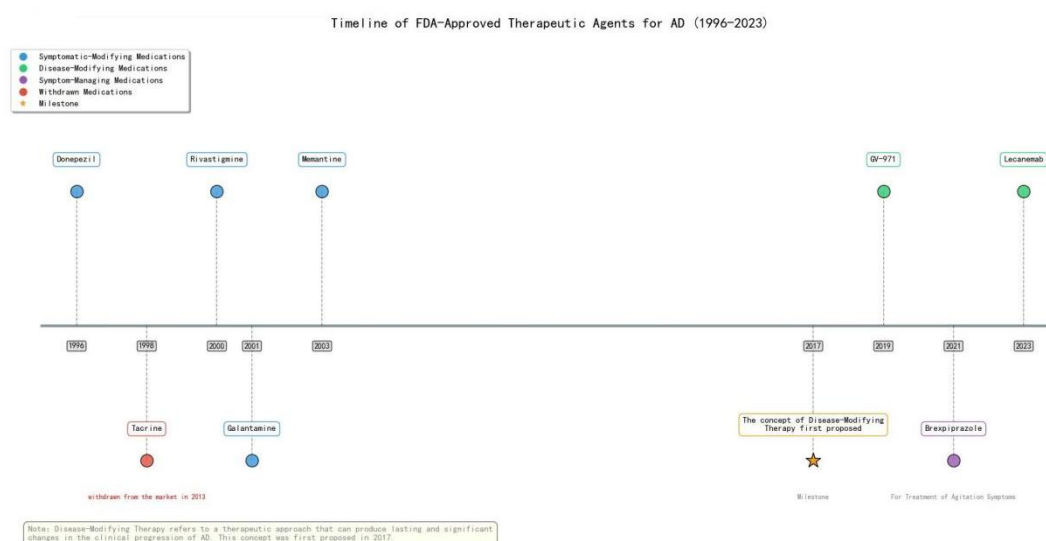 Timeline of FDA-Approved Therapeutic Agents for AD (1996-2023)
Symptomatic-Modifying Medications
Disease-Modifying Medications
Symptom-Managing Medications
Withdrawn Medications
Milestone
Donepezil
Rivastigmine
Memantine
GV-971
Lecanemab
1996
1998
2000
2001
2003
2017
2019
2021
2023
Tacrine
Galantamine
The concept of Disease-Modifying
Therapy first proposed
Brexpiprazole
withdrawn from the market in 2013
Milestone
For Treatment of Agitation Symptoms
Note: Disease-Modifying Therapy refers to a therapeutic approach that can produce lasting and significant
changes in the clinical progression of AD. This concept was first proposed in 2017.